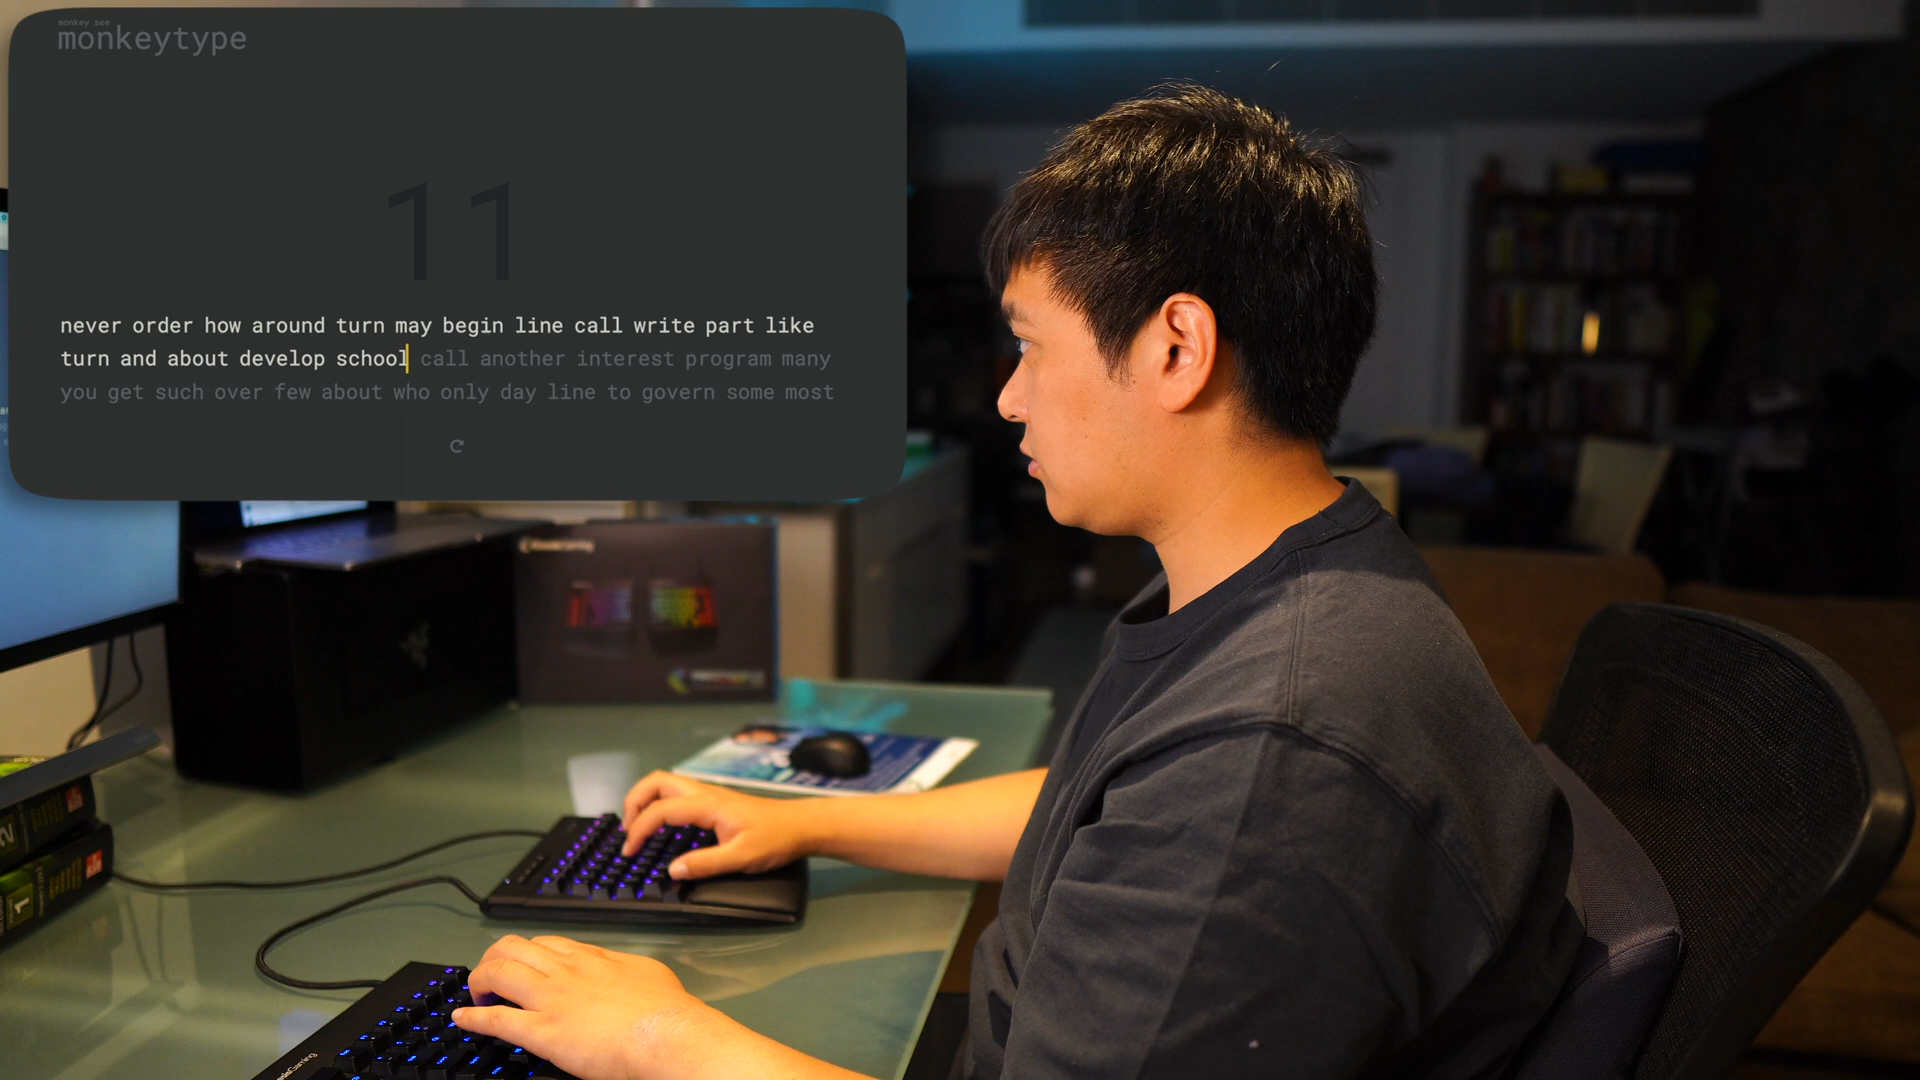 monkey see
monkeytype
11
never order how around turn may begin line call write part like
turn and about develop school call another interest program many
you get such over few about who only day line to govern some most
2
1